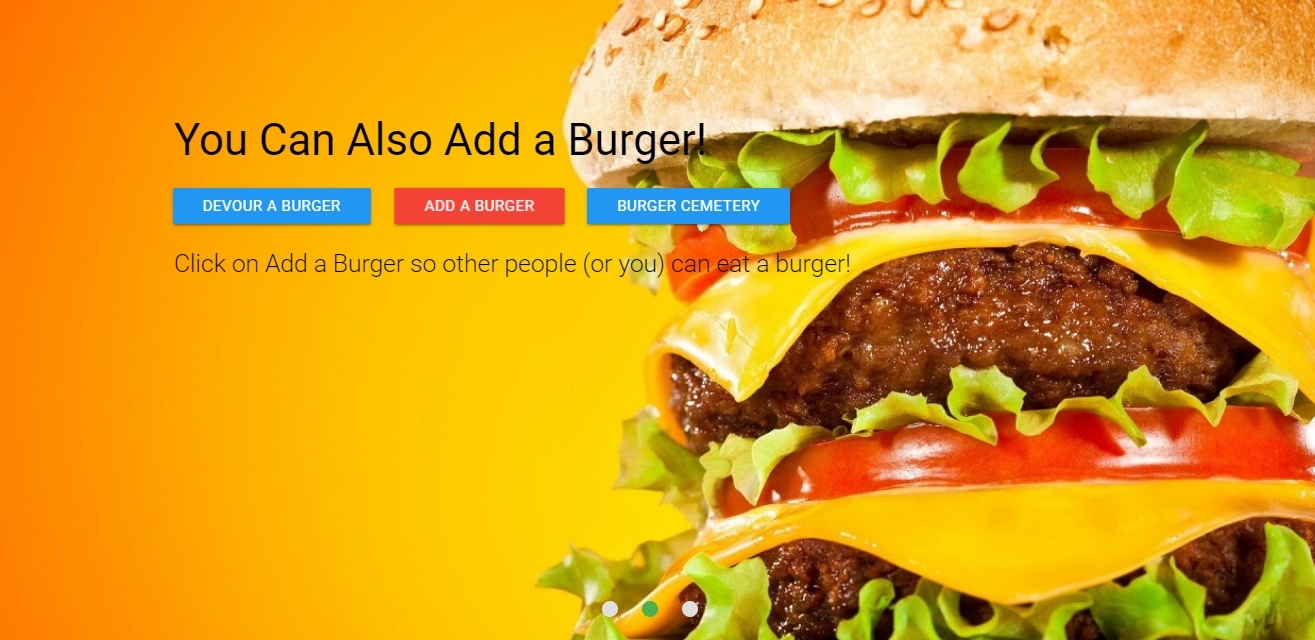 You Can Also Add a Burger!
DEVOUR A BURGER ADD A BURGER BURGER CEMETERY
Click on Add a Burger so other people (or you) can eat a burger!